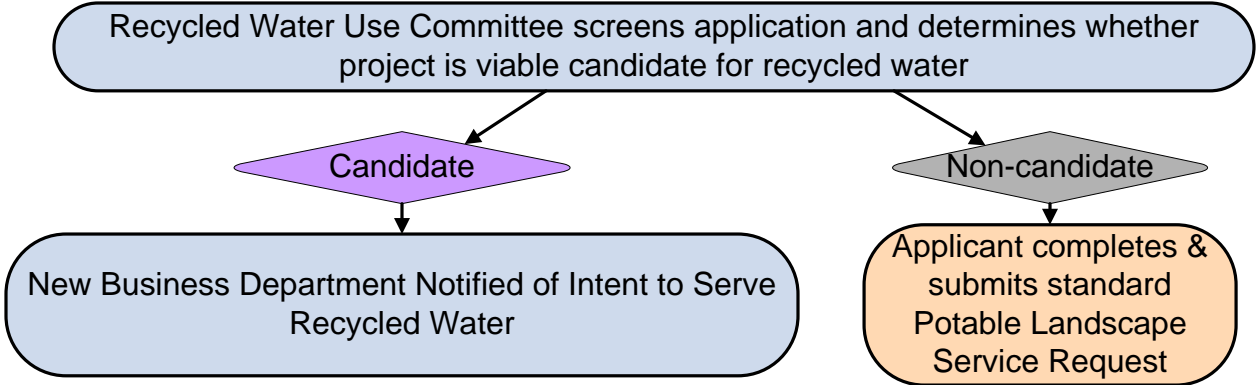 Recycled Water Use Committee screens application and determines whether
project is viable candidate for recycled water
Candidate
Non-candidate
New Business Department Notified of Intent to Serve
Recycled Water
Applicant completes &
submits standard
Potable Landscape
Service Request